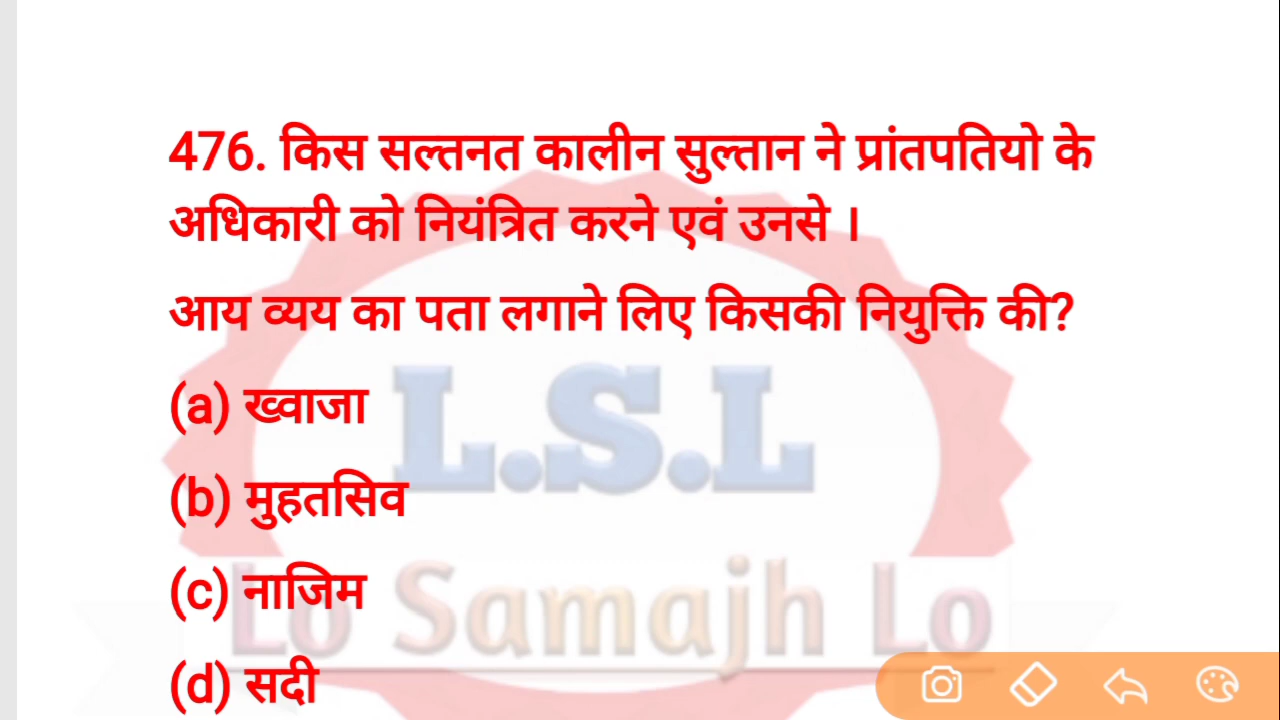 476. किस सल्तनत कालीन सुल्तान ने प्रांतपतियो के
अधिकारी को नियंत्रित करने एवं उनसे ।
आय व्यय का पता लगाने लिए किसकी नियुक्ति की?
(a) ख्वाजा
(b) मुहतसिव
(c) नाजिम
(d) सदी
L.S.L
Lo Samajh Lo